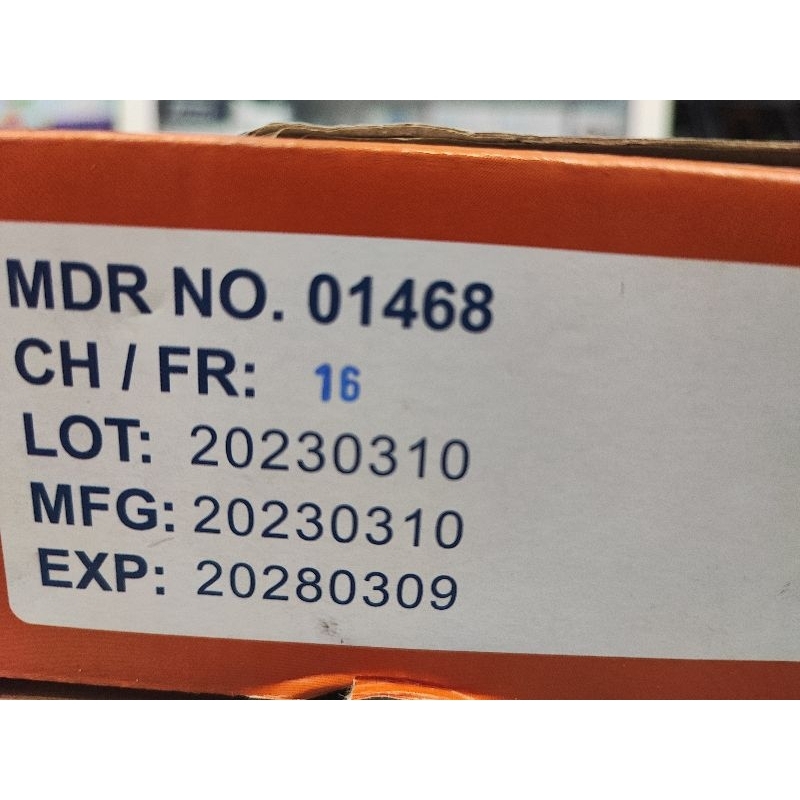 MDR NO. 01468
CH / FR: 16
LOT: 20230310
MFG: 20230310
EXP: 20280309